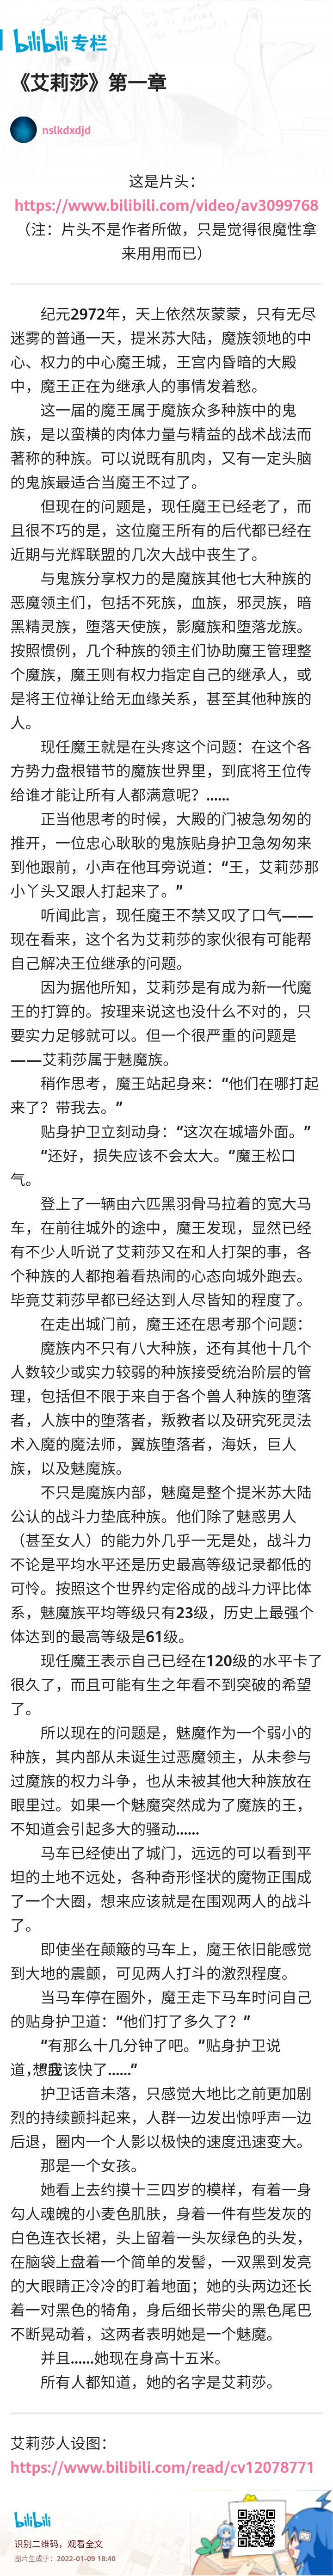 bilibili 专栏
《艾莉莎》第一章
nslkdxdjd
这是片头：
https://www.bilibili.com/video/av3099768
（注：片头不是作者所做，只是觉得很魔性拿
来用用而已）
纪元2972年，天上依然灰蒙蒙，只有无尽
迷雾的普通一天，提米苏大陆，魔族领地的中
心、权力的中心魔王城，王宫内昏暗的大殿
中，魔王正在为继承人的事情发着愁。
这一届的魔王属于魔族众多种族中的鬼
族，是以蛮横的肉体力量与精益的战术战法而
著称的种族。可以说既有肌肉，又有一定头脑
的鬼族最适合当魔王不过了。
但现在的问题是，现任魔王已经老了，而
且很不巧的是，这位魔王所有的后代都已经在
近期与光辉联盟的几次大战中丧生了。
与鬼族分享权力的是魔族其他七大种族的
恶魔领主们，包括不死族，血族，邪灵族，暗
黑精灵族，堕落天使族，影魔族和堕落龙族。
按照惯例，几个种族的领主们协助魔王管理整
个魔族，魔王则有权力指定自己的继承人，或
是将王位禅让给无血缘关系，甚至其他种族的
人。
现任魔王就是在头疼这个问题：在这个各
方势力盘根错节的魔族世界里，到底将王位传
给谁才能让所有人都满意呢？……
正当他思考的时候，大殿的门被急匆匆的
推开，一位忠心耿耿的鬼族贴身护卫急匆匆来
到他跟前，小声在他耳旁说道：“王，艾莉莎那
小丫头又跟人打起来了。”
听闻此言，现任魔王不禁又叹了口气——
现在看来，这个名为艾莉莎的家伙很有可能帮
自己解决王位继承的问题。
因为据他所知，艾莉莎是有成为新一代魔
王的打算的。按理来说这也没什么不对的，只
要实力足够就可以。但一个很严重的问题是
——艾莉莎属于魅魔族。
稍作思考，魔王站起身来：“他们在哪打起
来了？带我去。”
贴身护卫立刻动身：“这次在城墙外面。”
“还好，损失应该不会太大。”魔王松口
气。
登上了一辆由六匹黑羽骨马拉着的宽大马
车，在前往城外的途中，魔王发现，显然已经
有不少人听说了艾莉莎又在和人打架的事，各
个种族的人都抱着看热闹的心态向城外跑去。
毕竟艾莉莎早都已经达到人尽皆知的程度了。
在走出城门前，魔王还在思考那个问题：
魔族内不只有八大种族，还有其他十几个
人数较少或实力较弱的种族接受统治阶层的管
理，包括但不限于来自于各个兽人种族的堕落
者，人族中的堕落者，叛教者以及研究死灵法
术入魔的魔法师，翼族堕落者，海妖，巨人
族，以及魅魔族。
不只是魔族内部，魅魔是整个提米苏大陆
公认的战斗力垫底种族。他们除了魅惑男人
（甚至女人）的能力外几乎一无是处，战斗力
不论是平均水平还是历史最高等级记录都低的
可怜。按照这个世界约定俗成的战斗力评比体
系，魅魔族平均等级只有23级，历史上最强个
体达到的最高等级是61级。
现任魔王表示自己已经在120级的水平卡了
很久了，而且可能有生之年看不到突破的希望
了。
所以现在的问题是，魅魔作为一个弱小的
种族，其内部从未诞生过恶魔领主，从未参与
过魔族的权力斗争，也从未被其他大种族放在
眼里过。如果一个魅魔突然成为了魔族的王，
不知道会引起多大的骚动……
马车已经使出了城门，远远的可以看到平
坦的土地不远处，各种奇形怪状的魔物正围成
了一个大圈，想来应该就是在围观两人的战斗
了。
即使坐在颠簸的马车上，魔王依旧能感觉
到大地的震颤，可见两人打斗的激烈程度。
当马车停在圈外，魔王走下马车时问自己
的贴身护卫道：“他们打了多久了？”
“有那么十几分钟了吧。”贴身护卫说
道，“我想应该快了……”
护卫话音未落，只感觉大地比之前更加剧
烈的持续颤抖起来，人群一边发出惊呼声一边
后退，圈内一个人影以极快的速度迅速变大。
那是一个女孩。
她看上去约摸十三四岁的模样，有着一身
勾人魂魄的小麦色肌肤，身着一件有些发灰的
白色连衣长裙，头上留着一头灰绿色的头发，
在脑袋上盘着一个简单的发髻，一双黑到发亮
的大眼睛正冷冷的盯着地面；她的头两边还长
着一对黑色的犄角，身后细长带尖的黑色尾巴
不断晃动着，这两者表明她是一个魅魔。
并且……她现在身高十五米。
所有人都知道，她的名字是艾莉莎。
艾莉莎人设图：
https://www.bilibili.com/read/cv12078771
bilibili
识别二维码，观看全文
图片生成于：2022-01-09 18:40